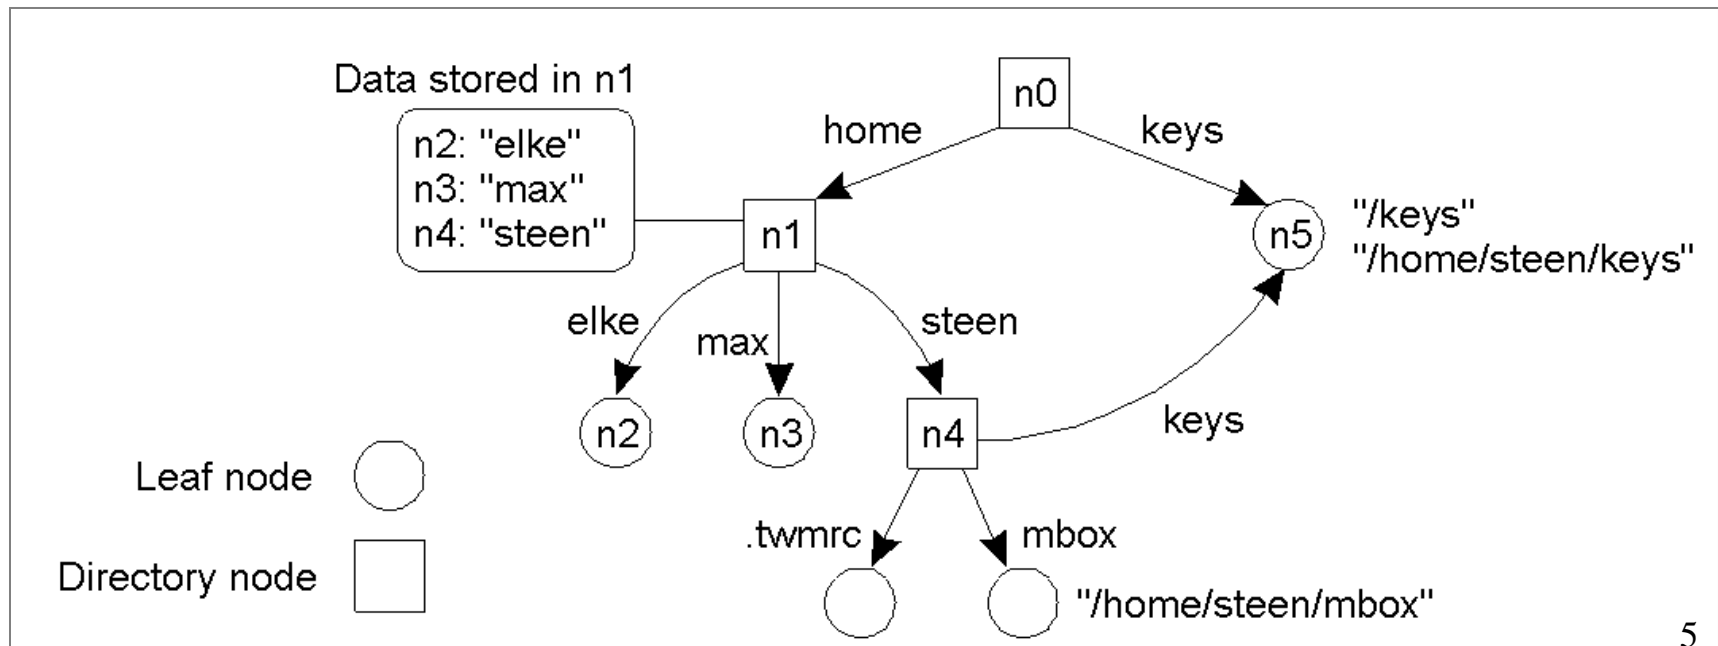 Data stored in n1
n2: "elke"
n3: "max"
n4: "steen"
n0
home
keys
n1
n5
"/keys"
"/home/steen/keys"
elke
max
steen
n2
n3
n4
keys
Leaf node
.twmrc
mbox
Directory node
"/home/steen/mbox"
5